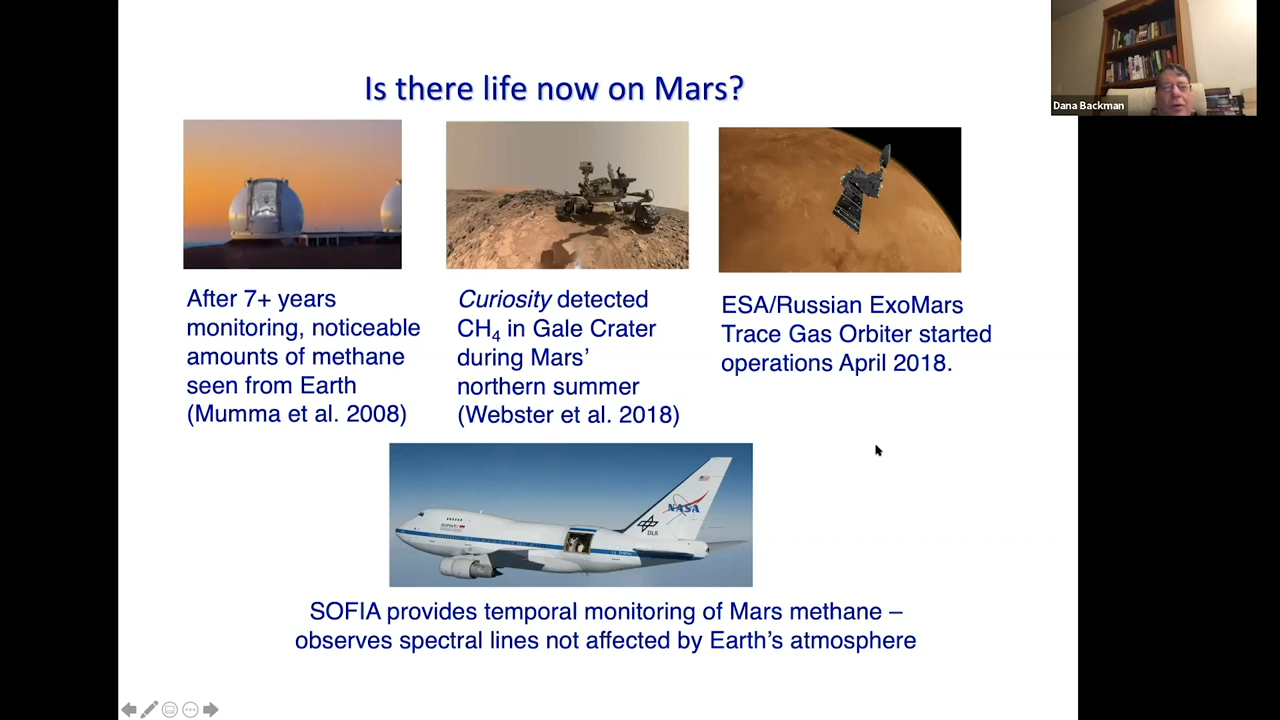 Is there life now on Mars?
Dana Backman
After 7+ years
monitoring, noticeable
amounts of methane
seen from Earth
(Mumma et al. 2008)
Curiosity detected
CH₄ in Gale Crater
during Mars’
northern summer
(Webster et al. 2018)
ESA/Russian ExoMars
Trace Gas Orbiter started
operations April 2018.
SOFIA
NASA
DLR
SOFIA provides temporal monitoring of Mars methane –
observes spectral lines not affected by Earth’s atmosphere